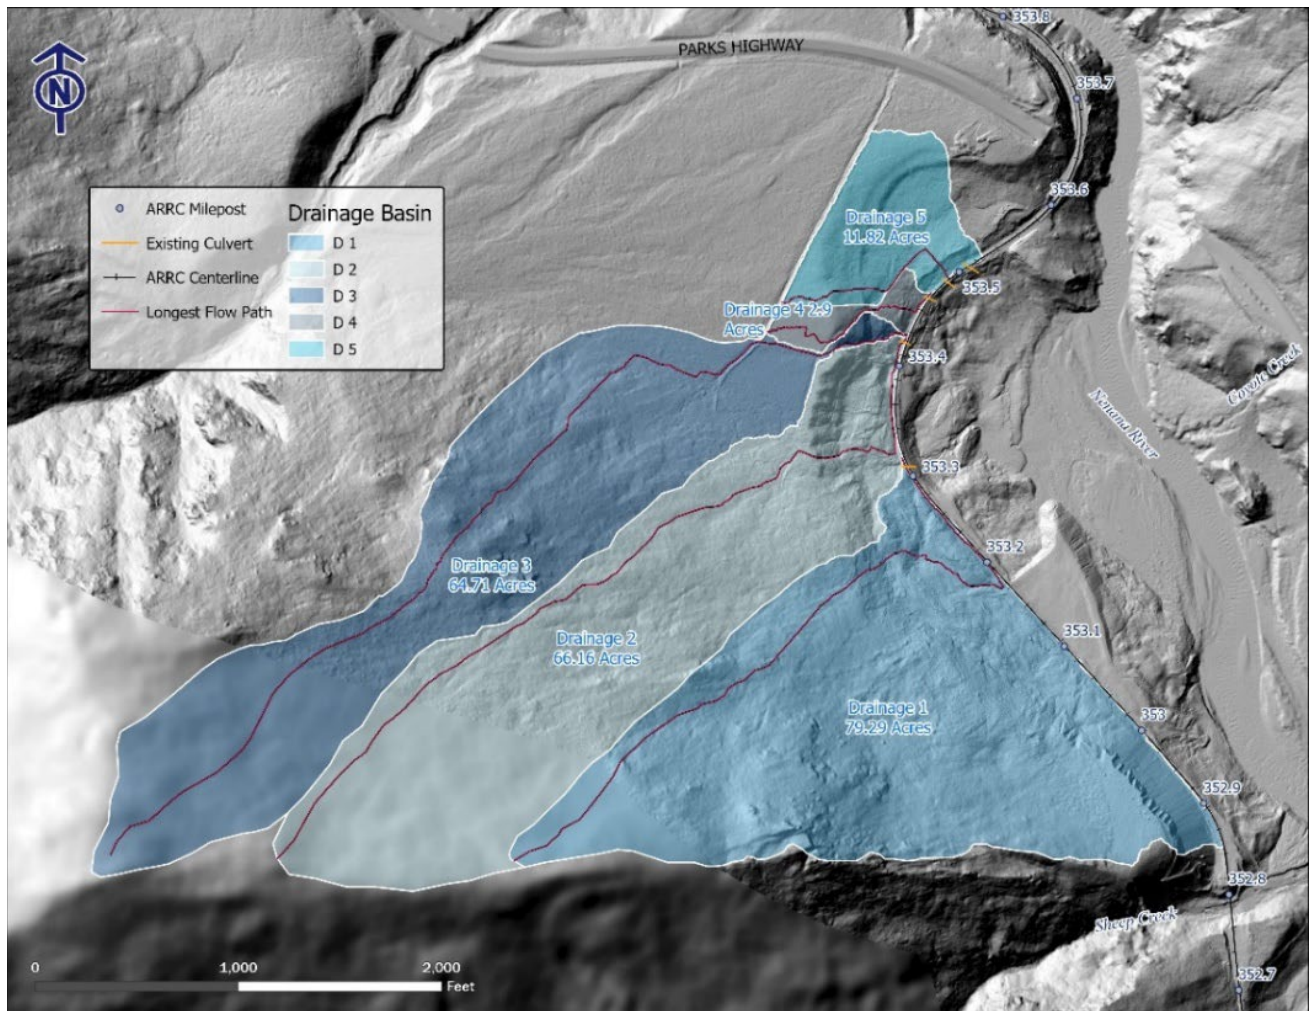 353.8
PARKS HIGHWAY
353.7
N
353.6
ARRC Milepost
Existing Culvert
ARRC Centerline
Longest Flow Path
Drainage Basin
D 1
D 2
D 3
D 4
D 5
Drainage 5
11.82 Acres
353.5
Drainage 4 2.9
Acres
353.4
Coyote Creek
Nenana River
353.3
353.2
Drainage 3
64.71 Acres
353.1
Drainage 2
66.16 Acres
Drainage 1
79.29 Acres
353
352.9
352.8
Sheep Creek
352.7
0 1,000 2,000
Feet